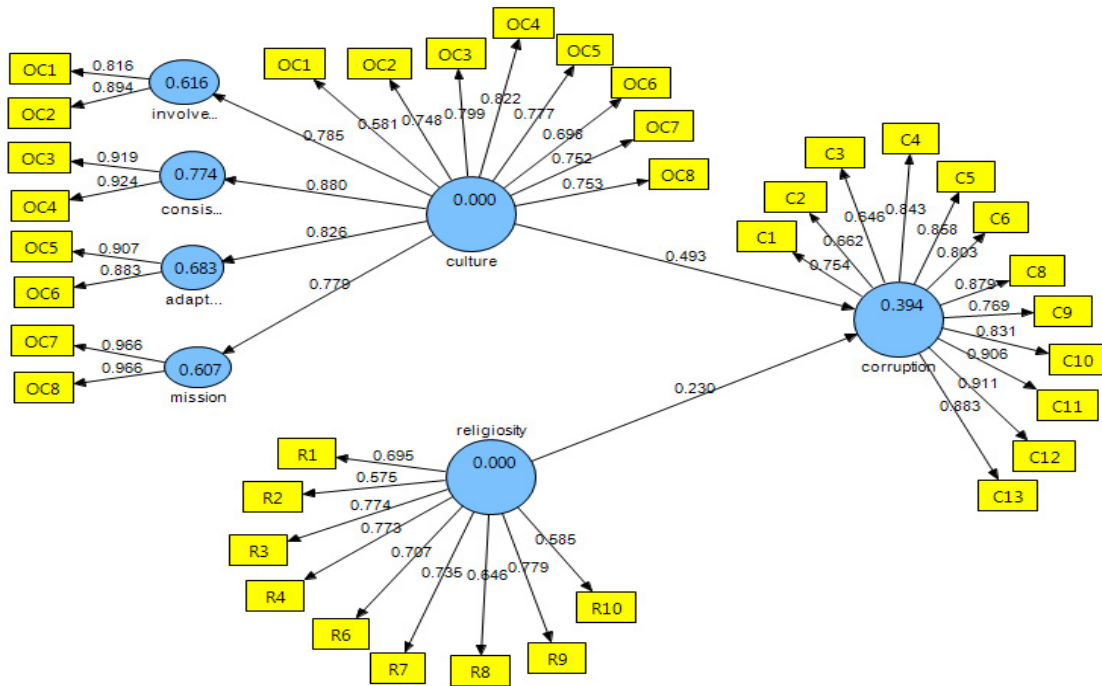 OC1
0.816
OC2
0.894
0.616
involve...
OC3
0.919
OC4
0.924
0.774
consis...
OC5
0.907
OC6
0.883
0.683
adapt...
OC7
0.966
OC8
0.966
0.607
mission
OC1
0.581
OC2
0.748
OC3
0.799
OC4
0.822
OC5
0.777
OC6
0.698
OC7
0.752
OC8
0.753
0.785
0.880
0.826
0.779
0.000
culture
0.493
0.230
C1
0.754
C2
0.662
C3
0.646
C4
0.843
C5
0.858
C6
0.803
C8
0.879
C9
0.769
C10
0.831
C11
0.906
C12
0.911
C13
0.883
0.394
corruption
religiosity
0.000
R1
0.695
R2
0.575
R3
0.774
R4
0.773
R6
0.707
R7
0.735
R8
0.646
R9
0.779
R10
0.585